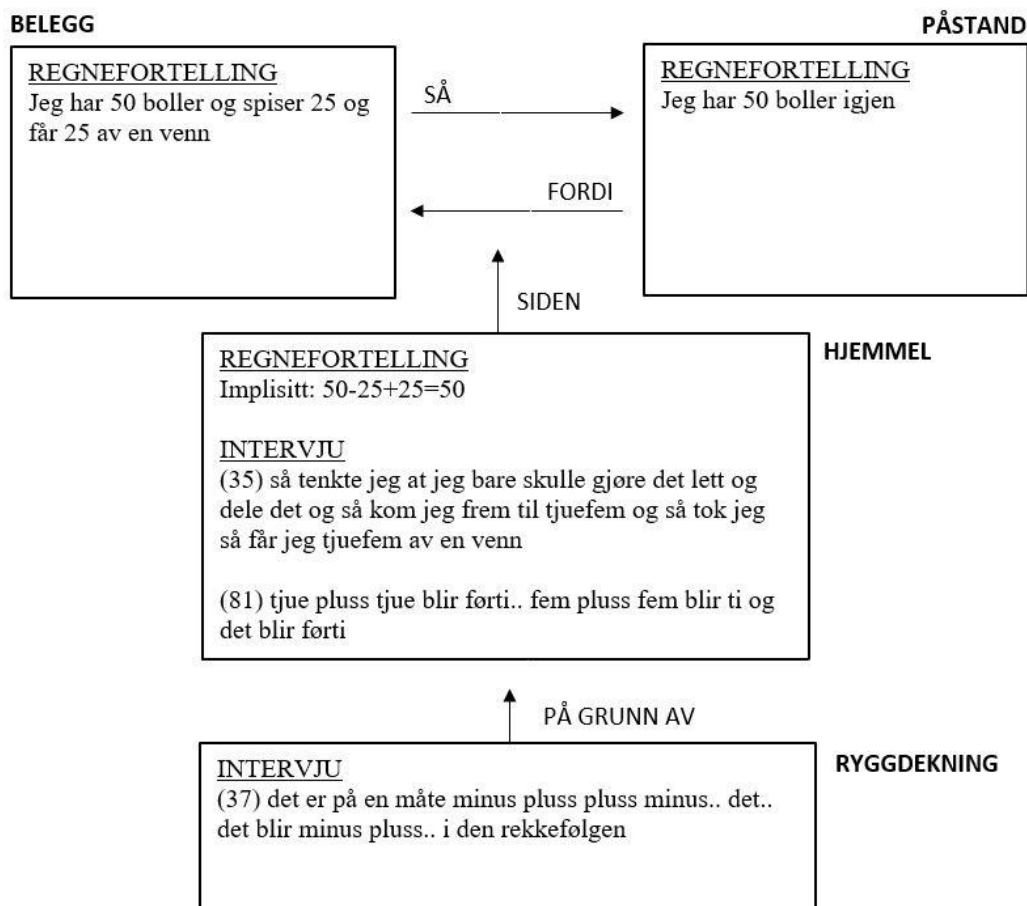 BELEGG
PÅSTAND
REGNEFORTELLING
Jeg har 50 boller og spiser 25 og
får 25 av en venn
SÅ
FORDI
REGNEFORTELLING
Jeg har 50 boller igjen
SIDEN
HJEMMEL
REGNEFORTELLING
Implisitt: 50-25+25=50
INTERVJU
(35) så tenkte jeg at jeg bare skulle gjøre det lett og
dele det og så kom jeg frem til tjuefem og så tok jeg
så får jeg tjuefem av en venn
(81) tjue pluss tjue blir førti.. fem pluss fem blir ti og
det blir førti
PÅ GRUNN AV
RYGGDEKNING
INTERVJU
(37) det er på en måte minus pluss pluss minus.. det..
det blir minus pluss.. i den rekkefølgen